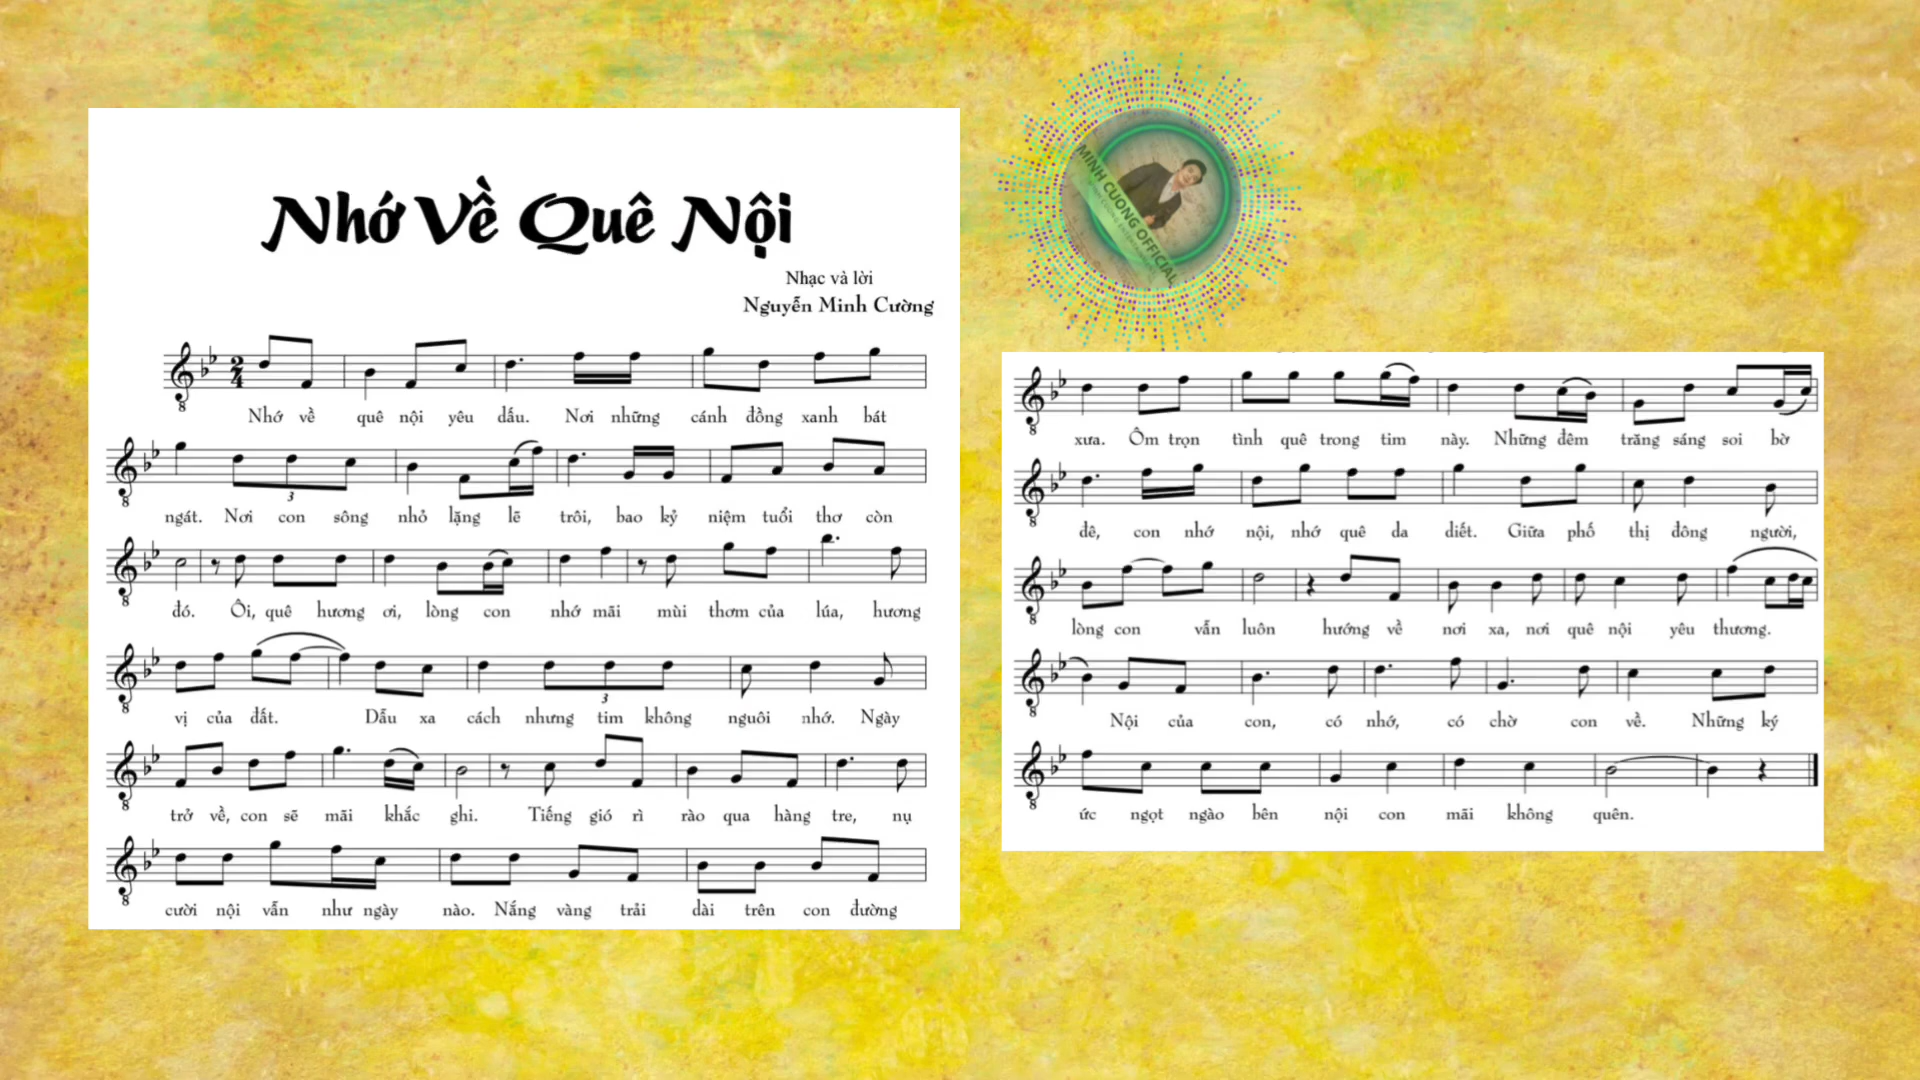 Nhớ Về Quê Nội
Nhạc và lời
Nguyễn Minh Cường
2
4
Nhớ về quê nội yêu dấu. Nơi những cánh đồng xanh bát
3
ngát. Nơi con sông nhỏ lặng lẽ trôi, bao kỷ niệm tuổi thơ còn
đó. Ôi, quê hương ơi, lòng con nhớ mãi mùi thơm của lúa, hương
3
vị của đất. Dẫu xa cách nhưng tim không nguôi nhớ. Ngày
trở về, con sẽ mãi khắc ghi. Tiếng gió rì rào qua hàng tre, nụ
cười nội vẫn như ngày nào. Nắng vàng trải dài trên con đường
MINH CUONG OFFICIAL
xưa. Ôm trọn tình quê trong tim này. Những đêm trăng sáng soi bờ
đê, con nhớ nội, nhớ quê da diết. Giữa phố thị đông người,
lòng con vẫn luôn hướng về nơi xa, nơi quê nội yêu thương.
Nội của con, có nhớ, có chờ con về. Những ký
ức ngọt ngào bên nội con mãi không quên.